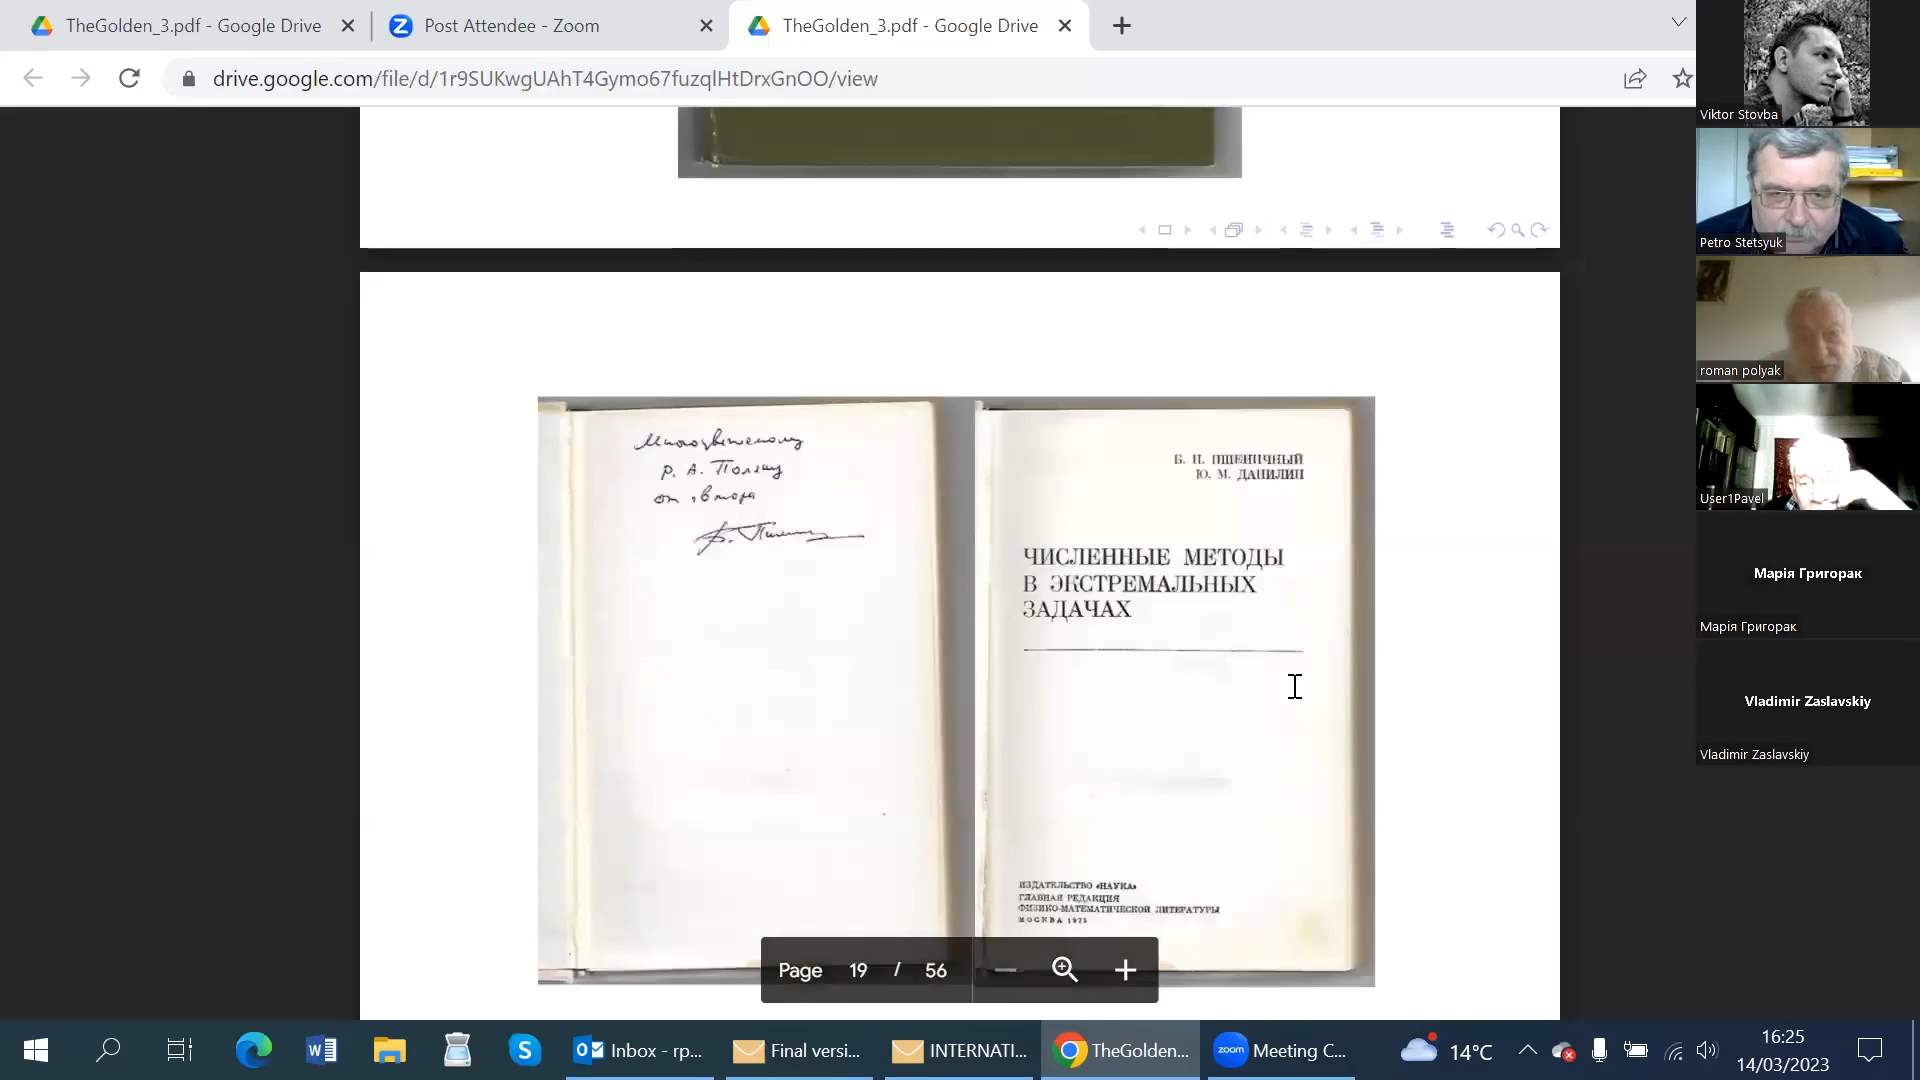 TheGolden_3.pdf - Google Drive
Post Attendee - Zoom
TheGolden_3.pdf - Google Drive
drive.google.com/file/d/1r9SUKwgUAhT4Gymo67fuzqlHtDrxGnOO/view
Многоуважаемому
Р. А. Поляку
от автора
Б. Н. ПШЕНИЧНЫЙ
Ю. М. ДАНИЛИН
ЧИСЛЕННЫЕ МЕТОДЫ
В ЭКСТРЕМАЛЬНЫХ
ЗАДАЧАХ
ИЗДАТЕЛЬСТВО «НАУКА»
ГЛАВНАЯ РЕДАКЦИЯ
ФИЗИКО-МАТЕМАТИЧЕСКОЙ ЛИТЕРАТУРЫ
МОСКВА 1975
Page 19 / 56
Viktor Stovba
Petro Stetsyuk
roman polyak
User1Pavel
Марія Григорак
Марія Григорак
Vladimir Zaslavskiy
Vladimir Zaslavskiy
Inbox - rp...
Final versi...
INTERNATI...
TheGolden...
zoom
Meeting C...
14°C
16:25
14/03/2023